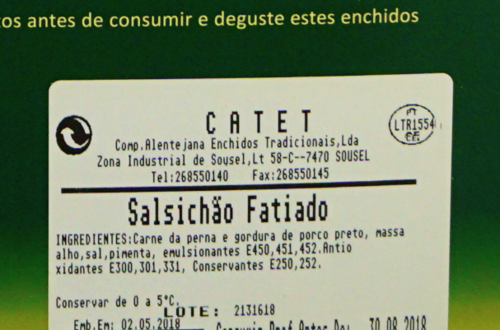 tos antes de consumir e deguste estes enchidos
CATET
Comp.Alentejana Enchidos Tradicionais,Lda
Zona Industrial de Sousel,Lt 58-C--7470 SOUSEL
Tel:268550140 Fax:268550145
PT
LTR1554
CE
Salsichão Fatiado
INGREDIENTES:Carne da perna e gordura de porco preto, massa
alho,sal,pimenta, emulsionantes E450,451,452.Antio
xidantes E300,301,331, Conservantes E250,252.
Conservar de 0 a 5°C.
LOTE: 2131618
Emb.Em: 02.05.2018
30.08.2018